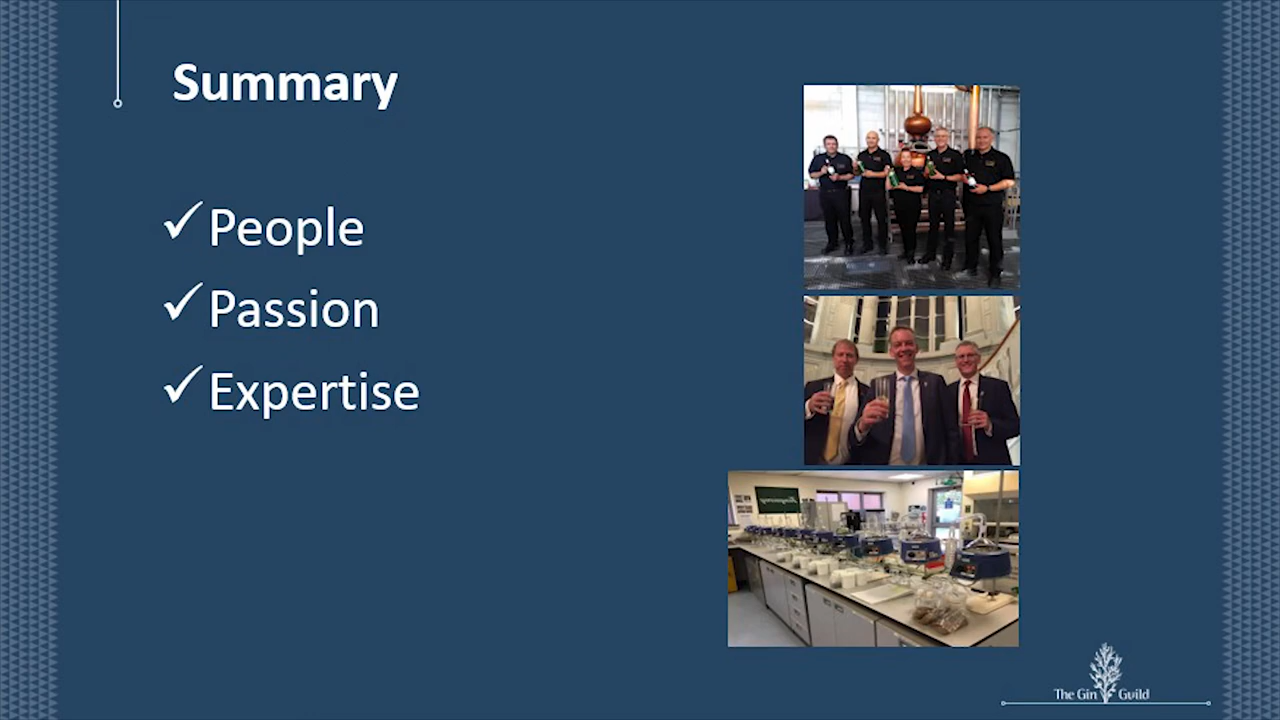 Summary
✓People
✓Passion
✓Expertise
The Gin Guild